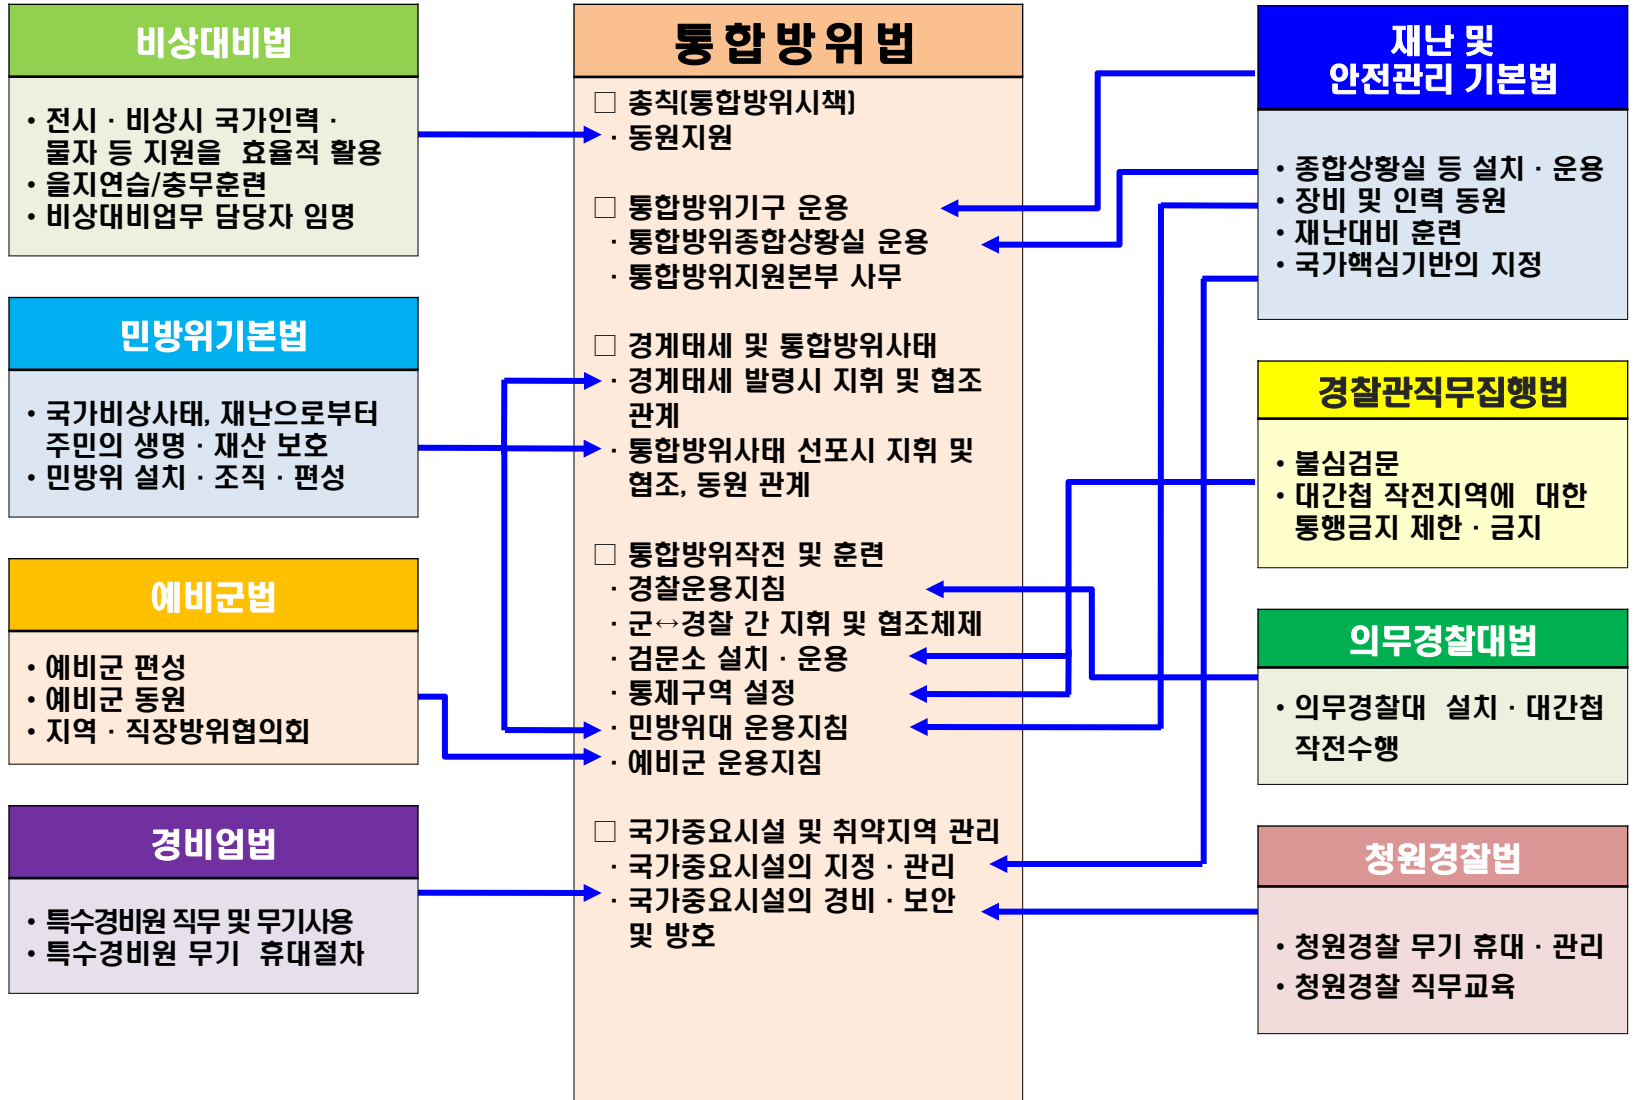 비상대비법
• 전시 · 비상시 국가인력 ·
물자 등 지원을 효율적 활용
• 을지연습/충무훈련
• 비상대비업무 담당자 임명
민방위기본법
• 국가비상사태, 재난으로부터
주민의 생명 · 재산 보호
• 민방위 설치 · 조직 · 편성
예비군법
• 예비군 편성
• 예비군 동원
• 지역 · 직장방위협의회
경비업법
• 특수경비원 직무 및 무기사용
• 특수경비원 무기 휴대절차
통합방위법
□ 총칙(통합방위시책)
· 동원지원
□ 통합방위기구 운용
· 통합방위종합상황실 운용
· 통합방위지원본부 사무
□ 경계태세 및 통합방위사태
· 경계태세 발령시 지휘 및 협조
관계
· 통합방위사태 선포시 지휘 및
협조, 동원 관계
□ 통합방위작전 및 훈련
· 경찰운용지침
· 군↔경찰 간 지휘 및 협조체제
· 검문소 설치 · 운용
· 통제구역 설정
· 민방위대 운용지침
· 예비군 운용지침
□ 국가중요시설 및 취약지역 관리
· 국가중요시설의 지정 · 관리
· 국가중요시설의 경비 · 보안
및 방호
재난 및
안전관리 기본법
• 종합상황실 등 설치 · 운용
• 장비 및 인력 동원
• 재난대비 훈련
• 국가핵심기반의 지정
경찰관직무집행법
• 불심검문
• 대간첩 작전지역에 대한
통행금지 제한 · 금지
의무경찰대법
• 의무경찰대 설치 · 대간첩
작전수행
청원경찰법
• 청원경찰 무기 휴대 · 관리
• 청원경찰 직무교육